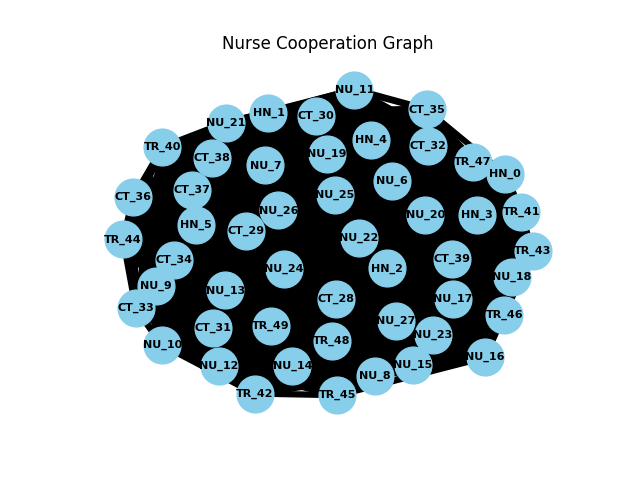 Nurse Cooperation Graph
NU_11
CT_35
HN_1
CT_30
NU_21
HN_4
CT_32
TR_40
CT_38
NU_19
NU_7
TR_47
HN_0
NU_6
CT_37
NU_25
CT_36
NU_26
NU_20
HN_3
TR_41
HN_5
CT_29
NU_22
TR_44
TR_43
CT_34
CT_39
NU_24
HN_2
NU_18
NU_9
NU_13
CT_28
NU_17
CT_33
TR_46
NU_27
CT_31
TR_49
NU_23
TR_48
NU_10
NU_16
NU_12
NU_14
NU_15
NU_8
TR_42
TR_45